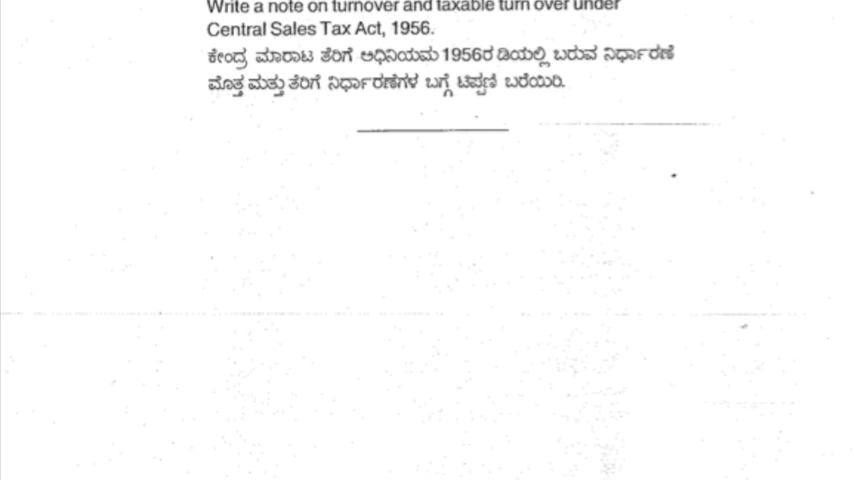 Write a note on turnover and taxable turn over under
Central Sales Tax Act, 1956.
ಕೇಂದ್ರ ಮಾರಾಟ ತೆರಿಗೆ ಅಧಿನಿಯಮ 1956ರ ಡಿಯಲ್ಲಿ ಬರುವ ನಿರ್ಧಾರಣೆ
ಮೊತ್ತ ಮತ್ತು ತೆರಿಗೆ ನಿರ್ಧಾರಣೆಗಳ ಬಗ್ಗೆ ಟಿಪ್ಪಣಿ ಬರೆಯಿರಿ.